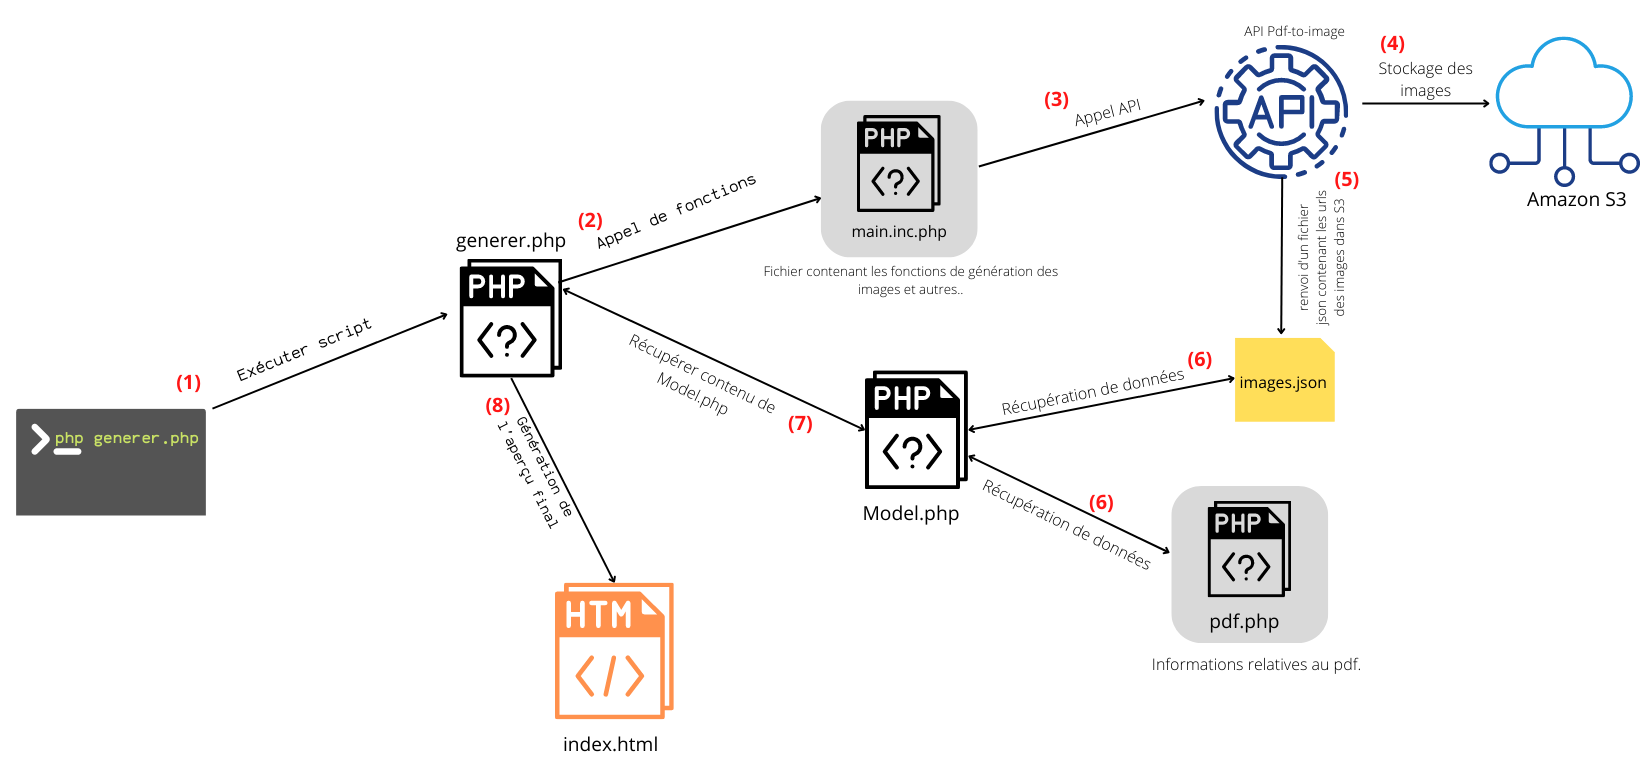 (1)
php generer.php
Exécuter script
generer.php
PHP
<?>
(2)
Appel de fonctions
PHP
<?>
main.inc.php
Fichier contenant les fonctions de génération des
images et autres..
(3)
Appel API
API Pdf-to-image
API
(4)
Stockage des
images
Amazon S3
(5)
renvoi d'un fichier
json contenant les urls
des images dans S3
images.json
(6)
Récupération de données
PHP
<?>
Model.php
(6)
Récupération de données
PHP
<?>
pdf.php
Informations relatives au pdf.
(7)
Récupérer contenu de
Model.php
(8)
Génération de
l'aperçu final
HTM
</>
index.html